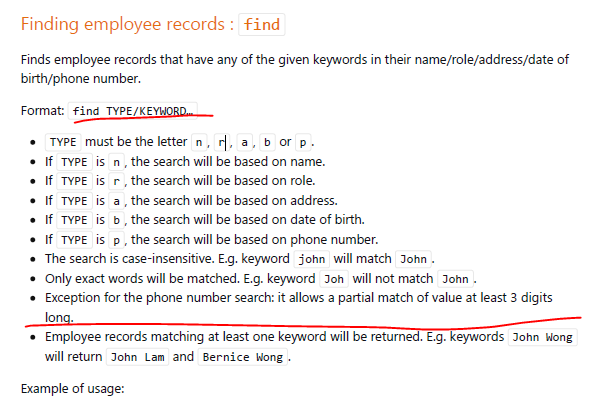 Finding employee records : find
Finds employee records that have any of the given keywords in their name/role/address/date of
birth/phone number.
Format: find TYPE/KEYWORD…
• TYPE must be the letter n, r, a, b or p.
• If TYPE is n, the search will be based on name.
• If TYPE is r, the search will be based on role.
• If TYPE is a, the search will be based on address.
• If TYPE is b, the search will be based on date of birth.
• If TYPE is p, the search will be based on phone number.
• The search is case-insensitive. E.g. keyword john will match John.
• Only exact words will be matched. E.g. keyword Joh will not match John.
• Exception for the phone number search: it allows a partial match of value at least 3 digits
long.
• Employee records matching at least one keyword will be returned. E.g. keywords John Wong
will return John Lam and Bernice Wong.
Example of usage: